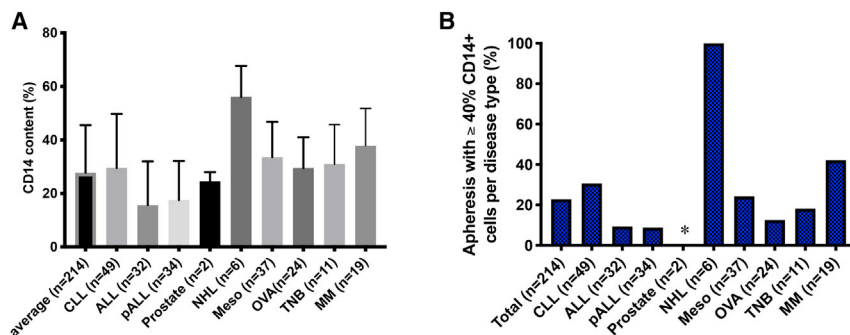 A
CD14 content (%)
80
60
40
20
0
average (n=214)
CLL (n=49)
ALL (n=32)
pALL (n=34)
Prostate (n=2)
NHL (n=6)
Meso (n=37)
OVA(n=24)
TNB (n=11)
MM (n=19)
B
Apheresis with ≥ 40% CD14+
cells per disease type (%)
100
80
60
40
20
0
*
Total (n=214)
CLL (n=49)
ALL (n=32)
pALL (n=34)
Prostate (n=2)
NHL (n=6)
Meso (n=37)
OVA (n=24)
TNB (n=11)
MM (n=19)